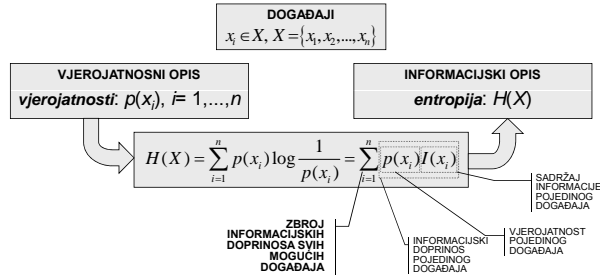 DOGAĐAJI
x_i ∈ X, X = {x_1, x_2, ..., x_n}
VJEROJATNOSNI OPIS
vjerojatnosti: p(x_i), i= 1,...,n
INFORMACIJSKI OPIS
entropija: H(X)
H(X) = ∑_{i=1}^{n} p(x_i) log 1/p(x_i) = ∑_{i=1}^{n} p(x_i) I(x_i)
SADRŽAJ
INFORMACIJE
POJEDINOG
DOGAĐAJA
ZBROJ
INFORMACIJSKIH
DOPRINOSA SVIH
MOGUĆIH
DOGAĐAJA
INFORMACIJSKI
DOPRINOS
POJEDINOG
DOGAĐAJA
VJEROJATNOST
POJEDINOG
DOGAĐAJA